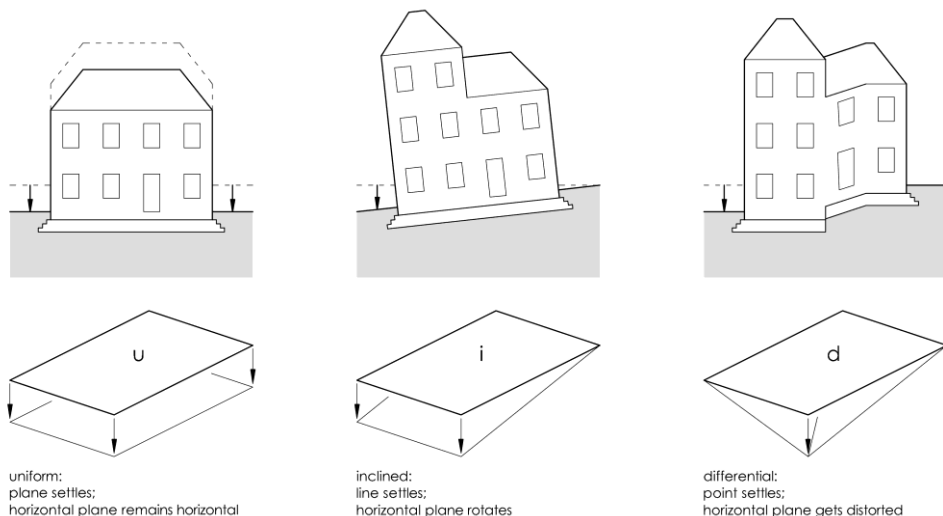 u
i
d
uniform:
plane settles;
horizontal plane remains horizontal
inclined:
line settles;
horizontal plane rotates
differential:
point settles;
horizontal plane gets distorted